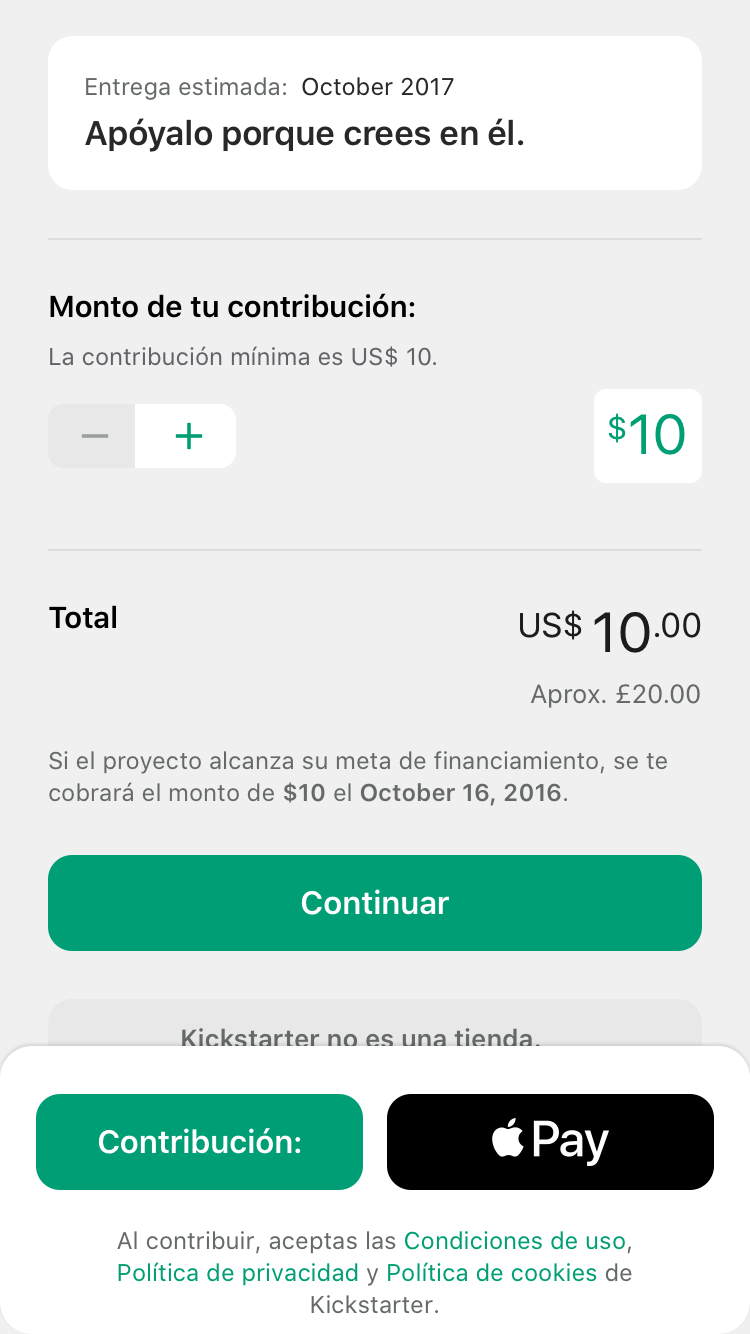 Entrega estimada: October 2017
Apóyalo porque crees en él.
Monto de tu contribución:
La contribución mínima es US$ 10.
− +
$10
Total
US$ 10.00
Aprox. £20.00
Si el proyecto alcanza su meta de financiamiento, se te
cobrará el monto de $10 el October 16, 2016.
Continuar
Kickstarter no es una tienda.
Contribución:
Pay
Al contribuir, aceptas las Condiciones de uso,
Política de privacidad y Política de cookies de
Kickstarter.